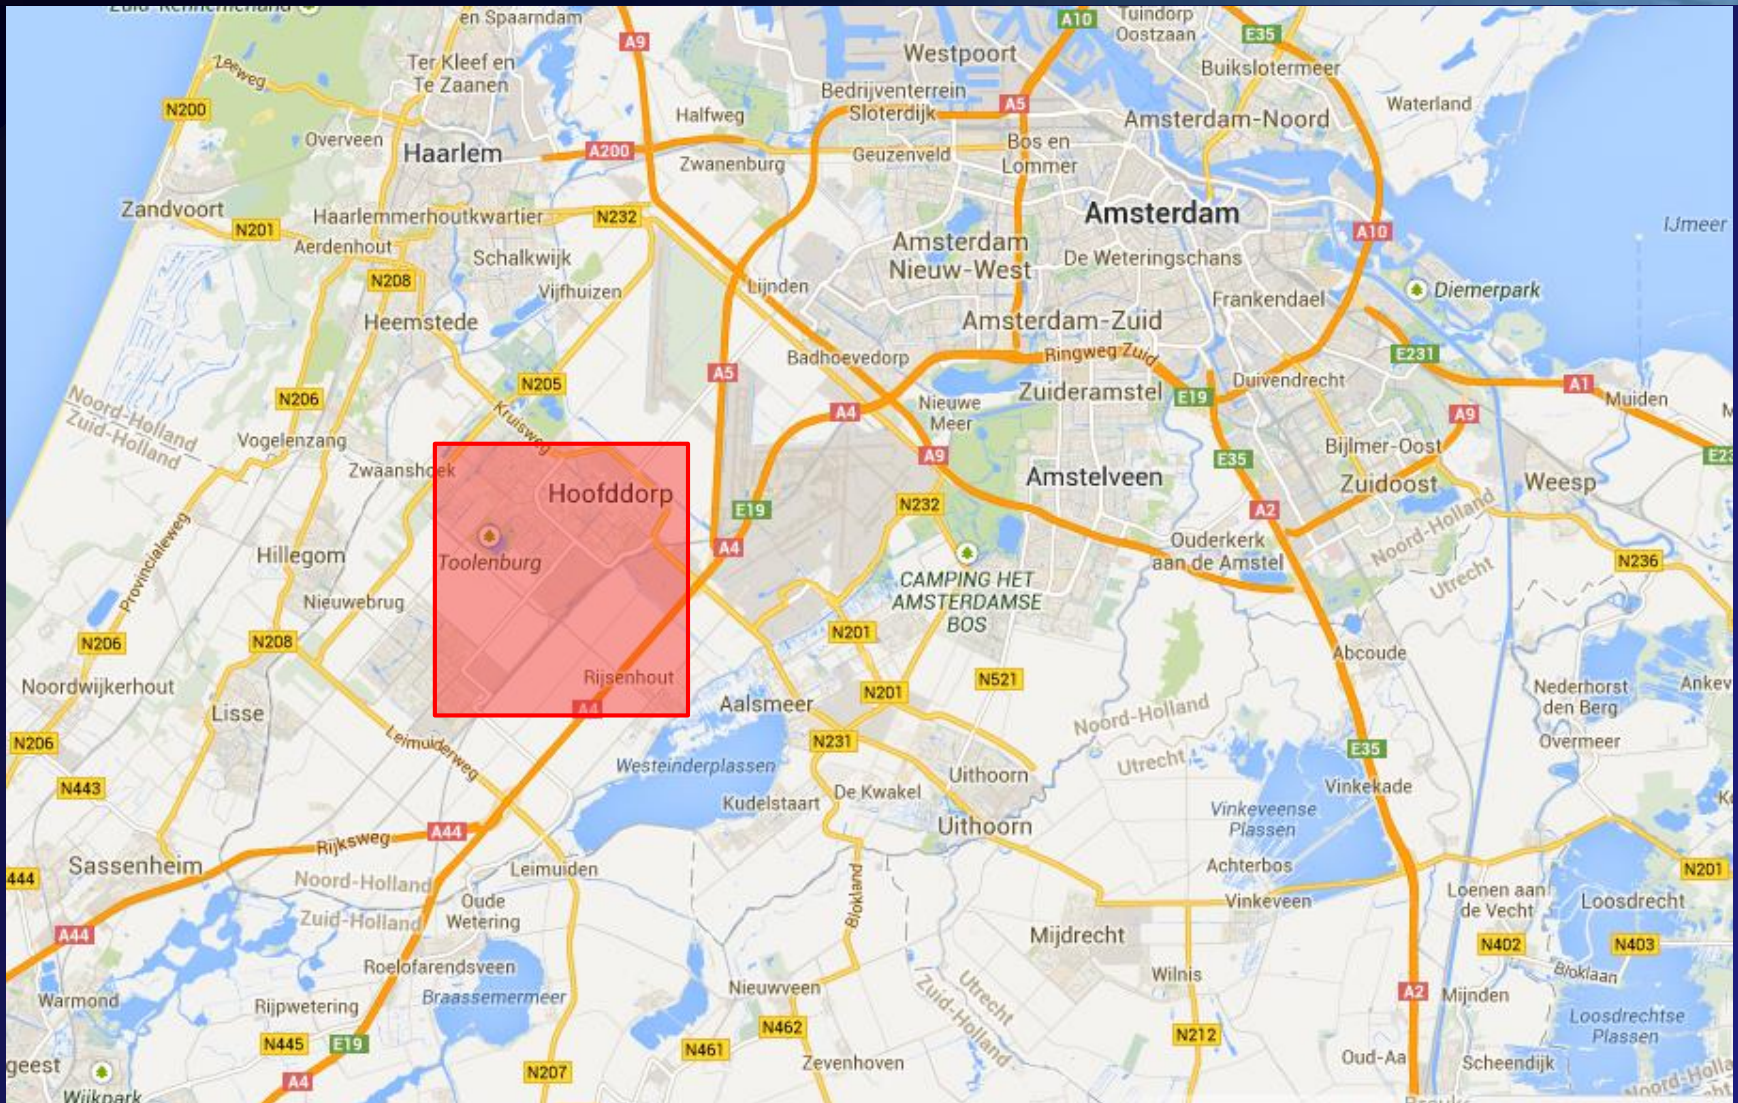 Zuid-Kennemerland
en Spaarndam
A9
A10
Tuindorp
Oostzaan
E35
Ter Kleef en
Te Zaanen
Westpoort
Buikslotermeer
Zeeweg
N200
Bedrijventerrein
Sloterdijk
A5
Waterland
Halfweg
Amsterdam-Noord
Overveen
Haarlem
A200
Zwanenburg
Geuzenveld
Bos en
Lommer
Zandvoort
N201
Haarlemmerhoutkwartier
N232
Amsterdam
A10
IJmeer
Aerdenhout
Schalkwijk
Amsterdam
Nieuw-West
De Weteringschans
N208
Vijfhuizen
Lijnden
Frankendael
Diemerpark
Heemstede
Amsterdam-Zuid
Badhoevedorp
Ringweg Zuid
E231
A5
N205
Zuideramstel
E19
Duivendrecht
A1
Muiden
N206
Noord-Holland
Zuid-Holland
Kruisweg
A4
Nieuwe
Meer
A9
Vogelenzang
Zwaanshoek
A9
E35
Bijlmer-Oost
Amstelveen
Zuidoost
Weesp
Hoofddorp
E19
N232
A2
Noord-Holland
Utrecht
Provincialeweg
Hillegom
Toolenburg
A4
Ouderkerk
aan de Amstel
N236
CAMPING HET
AMSTERDAMSE
BOS
Nieuwebrug
N206
N208
N201
Abcoude
Noordwijkerhout
Rijsenhout
N521
N201
Nederhorst
den Berg
Lisse
A4
Aalsmeer
Noord-Holland
Utrecht
N206
Leimuiderweg
N231
E35
Overmeer
Westeinderplassen
Uithoorn
N443
Kudelstaart
De Kwakel
Vinkekade
Vinkeveense
Plassen
Rijksweg
A44
Uithoorn
Sassenheim
Leimuiden
Achterbos
N201
444
Noord-Holland
Zuid-Holland
Oude
Wetering
Blokland
Vinkeveen
Loenen aan
de Vecht
Loosdrecht
A44
Mijdrecht
N402
N403
Roelofarendsveen
Braassemermeer
Wilnis
Bloklaan
Warmond
Rijpwetering
Nieuwveen
Utrecht
Zuid-Holland
A2
Mijnden
Loosdrechtse
Plassen
N445
E19
N462
N212
geest
N461
Zevenhoven
Oud-Aa
Scheendijk
A4
N207
Wijkpark